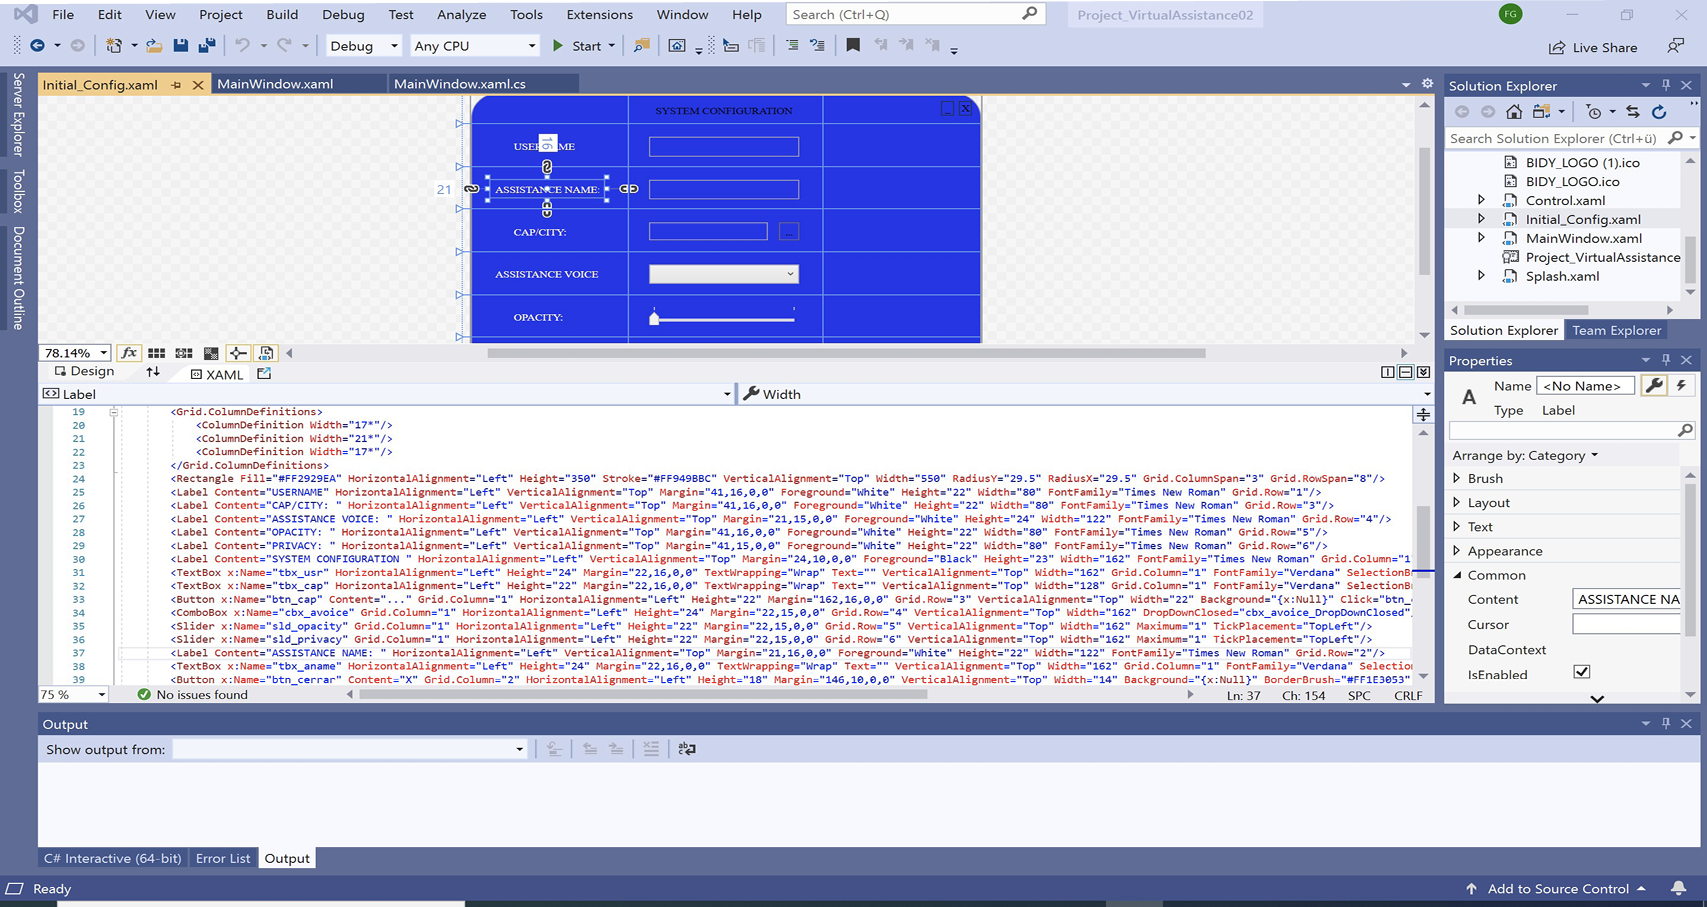 File Edit View Project Build Debug Test Analyze Tools Extensions Window Help Search (Ctrl+Q) Project_VirtualAssistance02 FG
Debug Any CPU Start Live Share
Server Explorer
Toolbox
Document Outline
Initial_Config.xaml MainWindow.xaml MainWindow.xaml.cs
SYSTEM CONFIGURATION _ X
USERNAME
16
21 ASSISTANCE NAME:
CAP/CITY: ...
ASSISTANCE VOICE
OPACITY:
78.14% fx
Design XAML
Label Width
19 <Grid.ColumnDefinitions>
20 <ColumnDefinition Width="17*"/>
21 <ColumnDefinition Width="21*"/>
22 <ColumnDefinition Width="17*"/>
23 </Grid.ColumnDefinitions>
24 <Rectangle Fill="#FF2929EA" HorizontalAlignment="Left" Height="350" Stroke="#FF949BBC" VerticalAlignment="Top" Width="550" RadiusY="29.5" RadiusX="29.5" Grid.ColumnSpan="3" Grid.RowSpan="8"/>
25 <Label Content="USERNAME" HorizontalAlignment="Left" VerticalAlignment="Top" Margin="41,16,0,0" Foreground="White" Height="22" Width="80" FontFamily="Times New Roman" Grid.Row="1"/>
26 <Label Content="CAP/CITY: " HorizontalAlignment="Left" VerticalAlignment="Top" Margin="41,16,0,0" Foreground="White" Height="22" Width="80" FontFamily="Times New Roman" Grid.Row="3"/>
27 <Label Content="ASSISTANCE VOICE: " HorizontalAlignment="Left" VerticalAlignment="Top" Margin="21,15,0,0" Foreground="White" Height="24" Width="122" FontFamily="Times New Roman" Grid.Row="4"/>
28 <Label Content="OPACITY: " HorizontalAlignment="Left" VerticalAlignment="Top" Margin="41,16,0,0" Foreground="White" Height="22" Width="80" FontFamily="Times New Roman" Grid.Row="5"/>
29 <Label Content="PRIVACY: " HorizontalAlignment="Left" VerticalAlignment="Top" Margin="41,15,0,0" Foreground="White" Height="22" Width="80" FontFamily="Times New Roman" Grid.Row="6"/>
30 <Label Content="SYSTEM CONFIGURATION " HorizontalAlignment="Left" VerticalAlignment="Top" Margin="24,10,0,0" Foreground="Black" Height="23" Width="162" FontFamily="Times New Roman" Grid.Column="1
31 <TextBox x:Name="tbx_usr" HorizontalAlignment="Left" Height="24" Margin="22,16,0,0" TextWrapping="Wrap" Text="" VerticalAlignment="Top" Width="162" Grid.Column="1" FontFamily="Verdana" SelectionB
32 <TextBox x:Name="tbx_cap" HorizontalAlignment="Left" Height="22" Margin="22,16,0,0" TextWrapping="Wrap" Text="" VerticalAlignment="Top" Width="128" Grid.Column="1" FontFamily="Verdana" SelectionB
33 <Button x:Name="btn_cap" Content="..." Grid.Column="1" HorizontalAlignment="Left" Height="22" Margin="162,16,0,0" Grid.Row="3" VerticalAlignment="Top" Width="22" Background="{x:Null}" Click="btn_c
34 <ComboBox x:Name="cbx_avoice" Grid.Column="1" HorizontalAlignment="Left" Height="24" Margin="22,15,0,0" Grid.Row="4" VerticalAlignment="Top" Width="162" DropDownClosed="cbx_avoice_DropDownClosed"
35 <Slider x:Name="sld_opacity" Grid.Column="1" HorizontalAlignment="Left" Height="22" Margin="22,15,0,0" Grid.Row="5" VerticalAlignment="Top" Width="162" Maximum="1" TickPlacement="TopLeft"/>
36 <Slider x:Name="sld_privacy" Grid.Column="1" HorizontalAlignment="Left" Height="22" Margin="22,15,0,0" Grid.Row="6" VerticalAlignment="Top" Width="162" Maximum="1" TickPlacement="TopLeft"/>
37 <Label Content="ASSISTANCE NAME: " HorizontalAlignment="Left" VerticalAlignment="Top" Margin="21,16,0,0" Foreground="White" Height="22" Width="122" FontFamily="Times New Roman" Grid.Row="2"/>
38 <TextBox x:Name="tbx_aname" HorizontalAlignment="Left" Height="24" Margin="22,16,0,0" TextWrapping="Wrap" Text="" VerticalAlignment="Top" Width="162" Grid.Column="1" FontFamily="Verdana" Selection
39 <Button x:Name="btn_cerrar" Content="X" Grid.Column="2" HorizontalAlignment="Left" Height="18" Margin="146,10,0,0" VerticalAlignment="Top" Width="14" Background="{x:Null}" BorderBrush="#FF1E3053"
75 % No issues found Ln: 37 Ch: 154 SPC CRLF
Output
Show output from:
C# Interactive (64-bit) Error List Output
Ready Add to Source Control
Solution Explorer
Search Solution Explorer (Ctrl+ü)
BIDY_LOGO (1).ico
BIDY_LOGO.ico
Control.xaml
Initial_Config.xaml
MainWindow.xaml
Project_VirtualAssistance
Splash.xaml
Solution Explorer Team Explorer
Properties
A Name <No Name>
Type Label
Arrange by: Category
Brush
Layout
Text
Appearance
Common
Content ASSISTANCE NA
Cursor
DataContext
IsEnabled